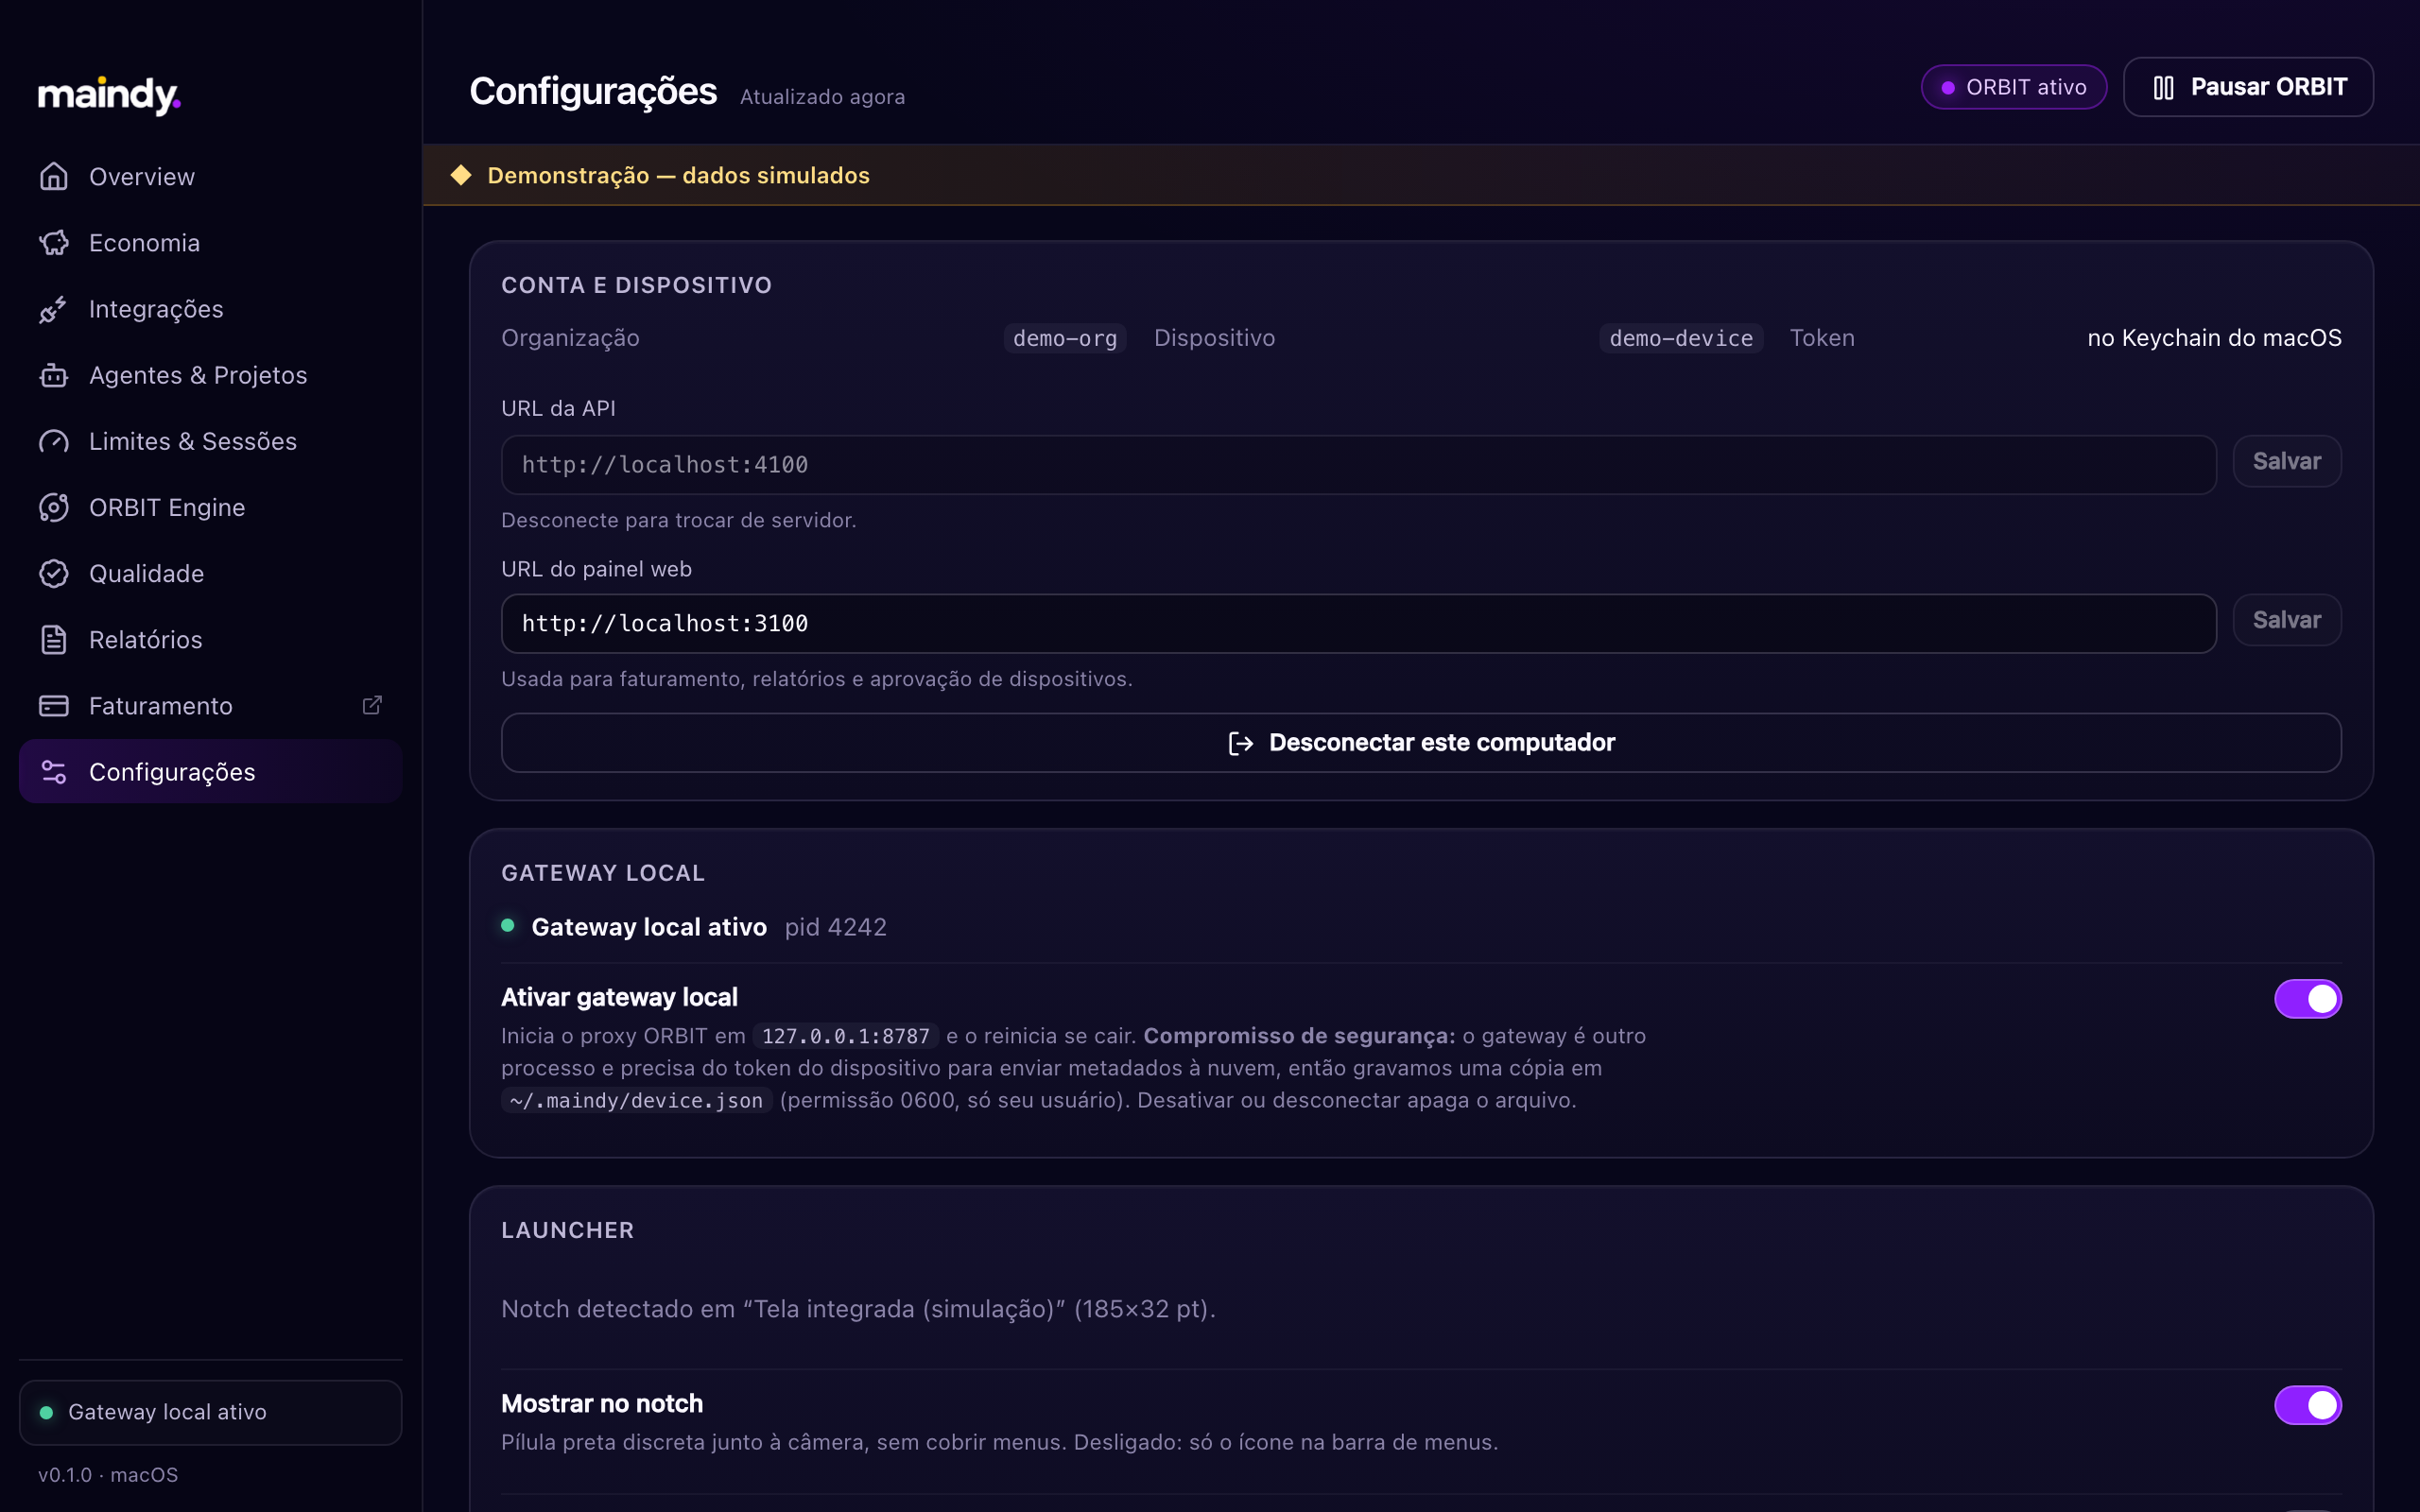 maindy.
Overview
Economia
Integrações
Agentes & Projetos
Limites & Sessões
ORBIT Engine
Qualidade
Relatórios
Faturamento
Configurações
Gateway local ativo
v0.1.0 · macOS
Configurações Atualizado agora
ORBIT ativo
Pausar ORBIT
Demonstração — dados simulados
CONTA E DISPOSITIVO
Organização demo-org Dispositivo demo-device Token no Keychain do macOS
URL da API
http://localhost:4100 Salvar
Desconecte para trocar de servidor.
URL do painel web
http://localhost:3100 Salvar
Usada para faturamento, relatórios e aprovação de dispositivos.
Desconectar este computador
GATEWAY LOCAL
Gateway local ativo pid 4242
Ativar gateway local
Inicia o proxy ORBIT em 127.0.0.1:8787 e o reinicia se cair. Compromisso de segurança: o gateway é outro
processo e precisa do token do dispositivo para enviar metadados à nuvem, então gravamos uma cópia em
~/.maindy/device.json (permissão 0600, só seu usuário). Desativar ou desconectar apaga o arquivo.
LAUNCHER
Notch detectado em “Tela integrada (simulação)” (185×32 pt).
Mostrar no notch
Pílula preta discreta junto à câmera, sem cobrir menus. Desligado: só o ícone na barra de menus.